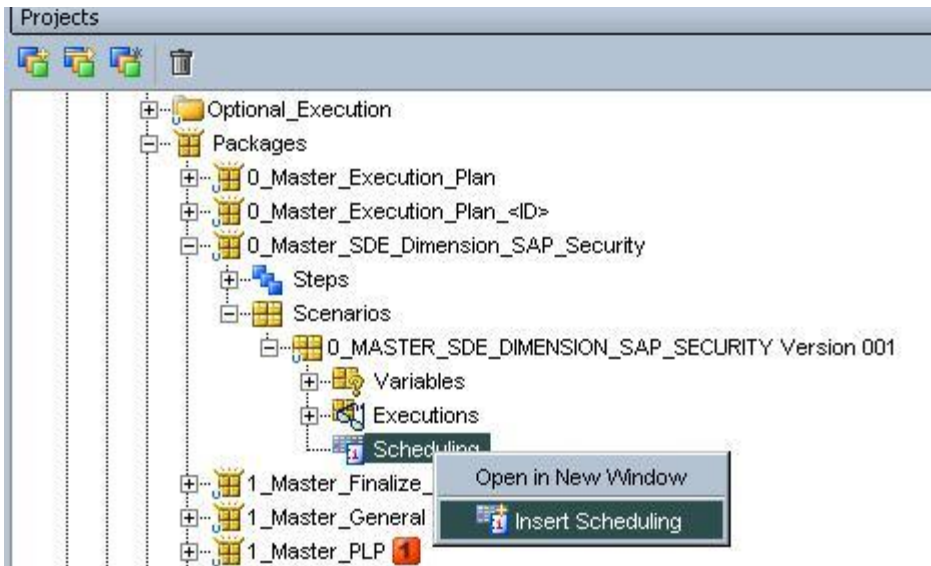 Projects
Optional_Execution
Packages
0_Master_Execution_Plan
0_Master_Execution_Plan_<ID>
0_Master_SDE_Dimension_SAP_Security
Steps
Scenarios
0_MASTER_SDE_DIMENSION_SAP_SECURITY Version 001
Variables
Executions
Scheduling
Open in New Window
1_Master_Finalize_
Insert Scheduling
1_Master_General
1_Master_PLP 1